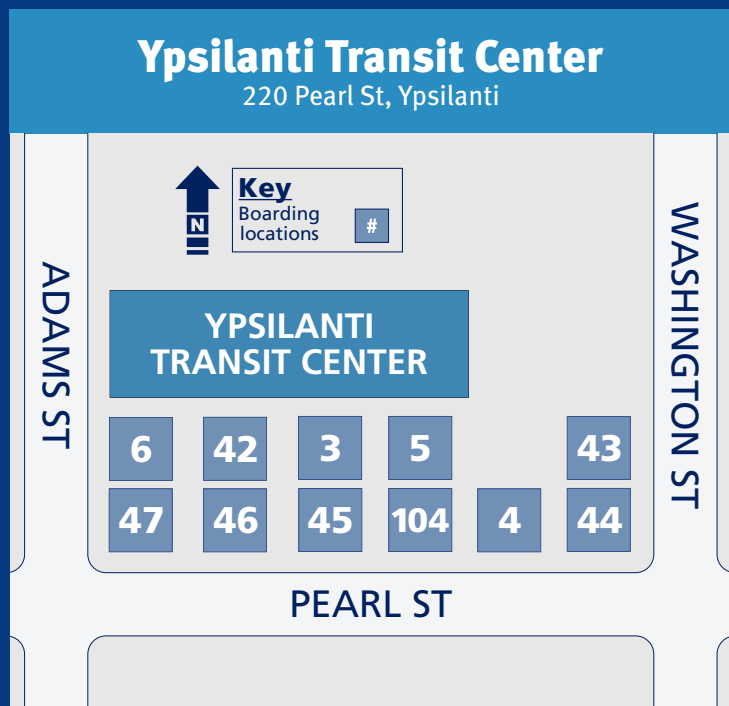 Ypsilanti Transit Center
220 Pearl St, Ypsilanti
Key
Boarding
locations
#
N
ADAMS ST
WASHINGTON ST
YPSILANTI
TRANSIT CENTER
6 42 3 5 43
47 46 45 104 4 44
PEARL ST